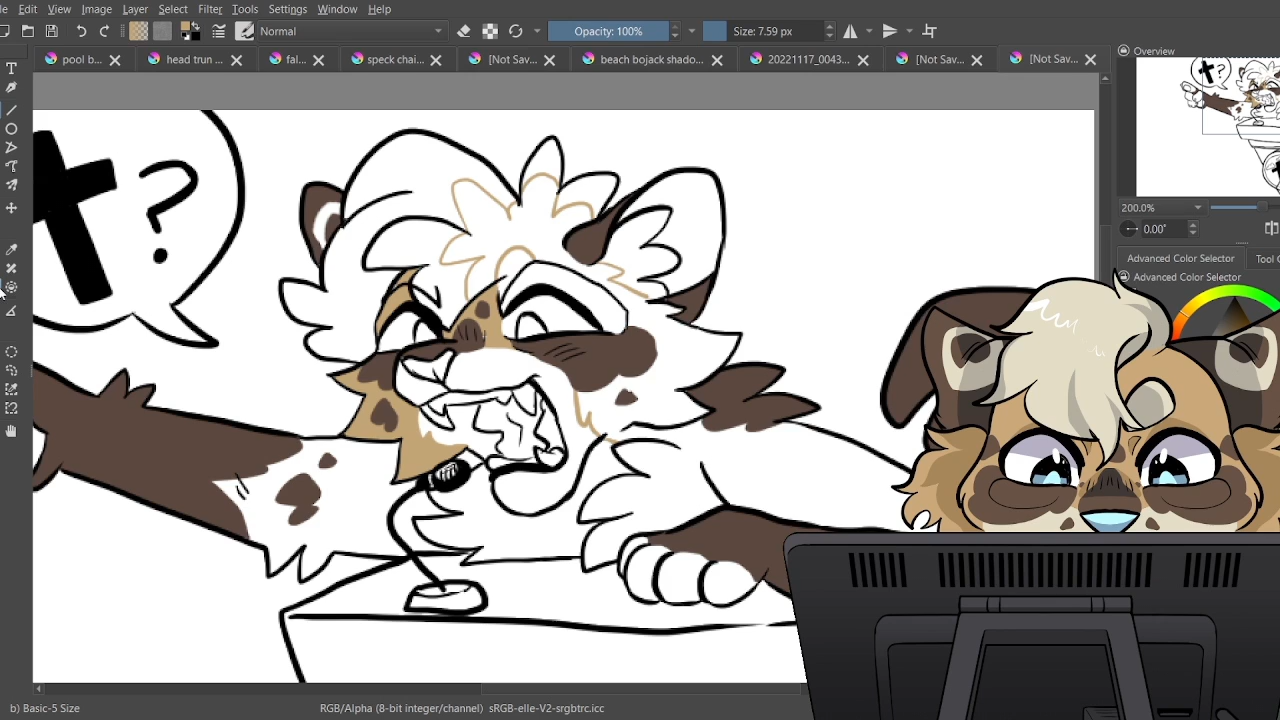 Edit View Image Layer Select Filter Tools Settings Window Help
Normal Opacity: 100% Size: 7.59 px
pool b... head trun ... fal... speck chai... [Not Sav... beach bojack shado... 20221117_0043... [Not Sav... [Not Sav...
Overview
?
200.0%
0.00°
Advanced Color Selector Tool
Advanced Color Selector
b) Basic-5 Size RGB/Alpha (8-bit integer/channel) sRGB-elle-V2-srgbtrc.icc